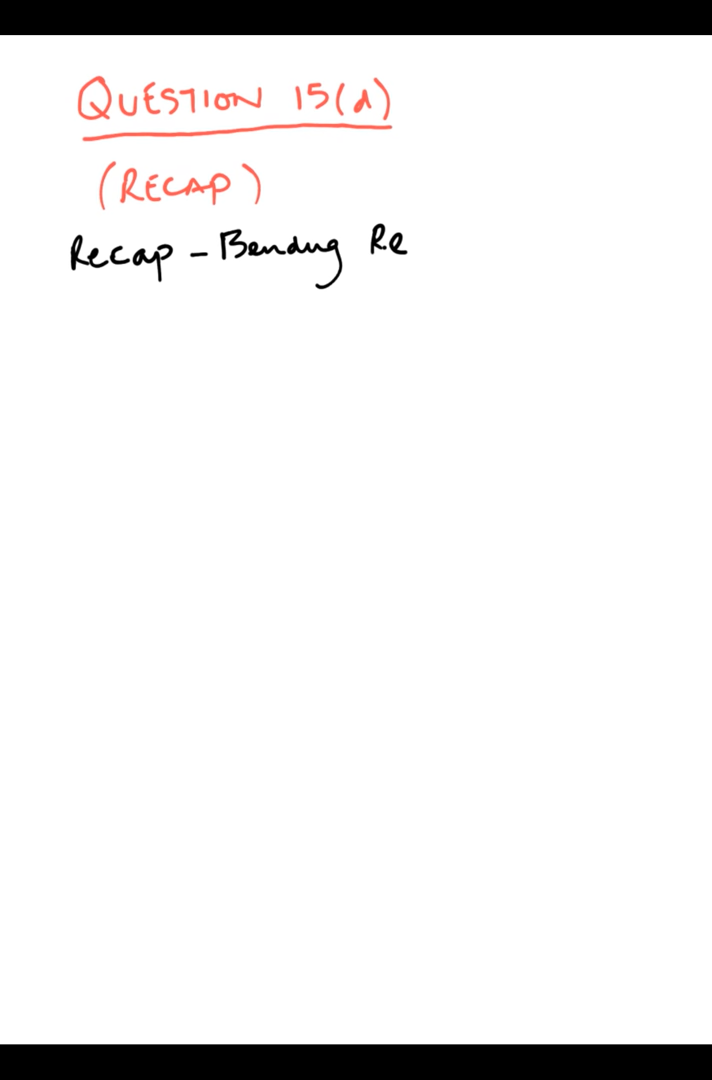 QUESTION 15(d)
(RECAP)
Recap - Bending Re